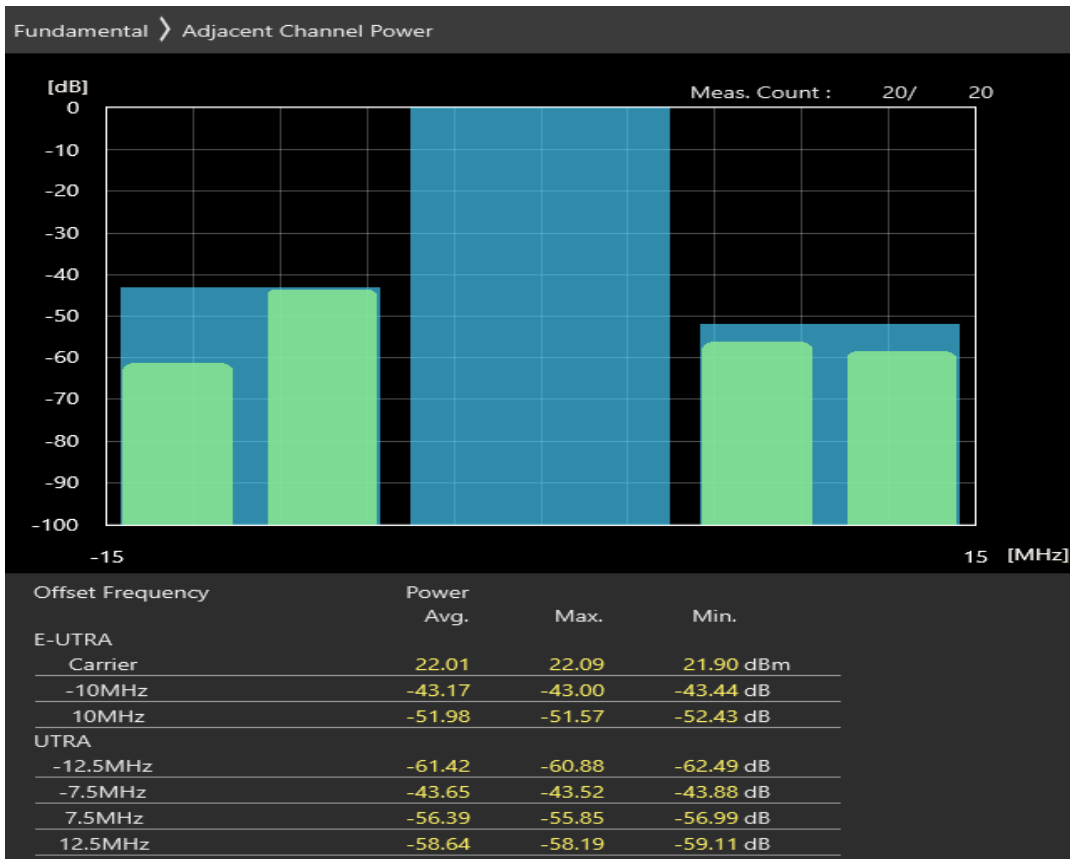 Fundamental 〉 Adjacent Channel Power
[dB]
Meas. Count : 20/ 20
0
-10
-20
-30
-40
-50
-60
-70
-80
-90
-100
-15 15 [MHz]
Offset Frequency Power
Avg. Max. Min.
E-UTRA
Carrier 22.01 22.09 21.90 dBm
-10MHz -43.17 -43.00 -43.44 dB
10MHz -51.98 -51.57 -52.43 dB
UTRA
-12.5MHz -61.42 -60.88 -62.49 dB
-7.5MHz -43.65 -43.52 -43.88 dB
7.5MHz -56.39 -55.85 -56.99 dB
12.5MHz -58.64 -58.19 -59.11 dB